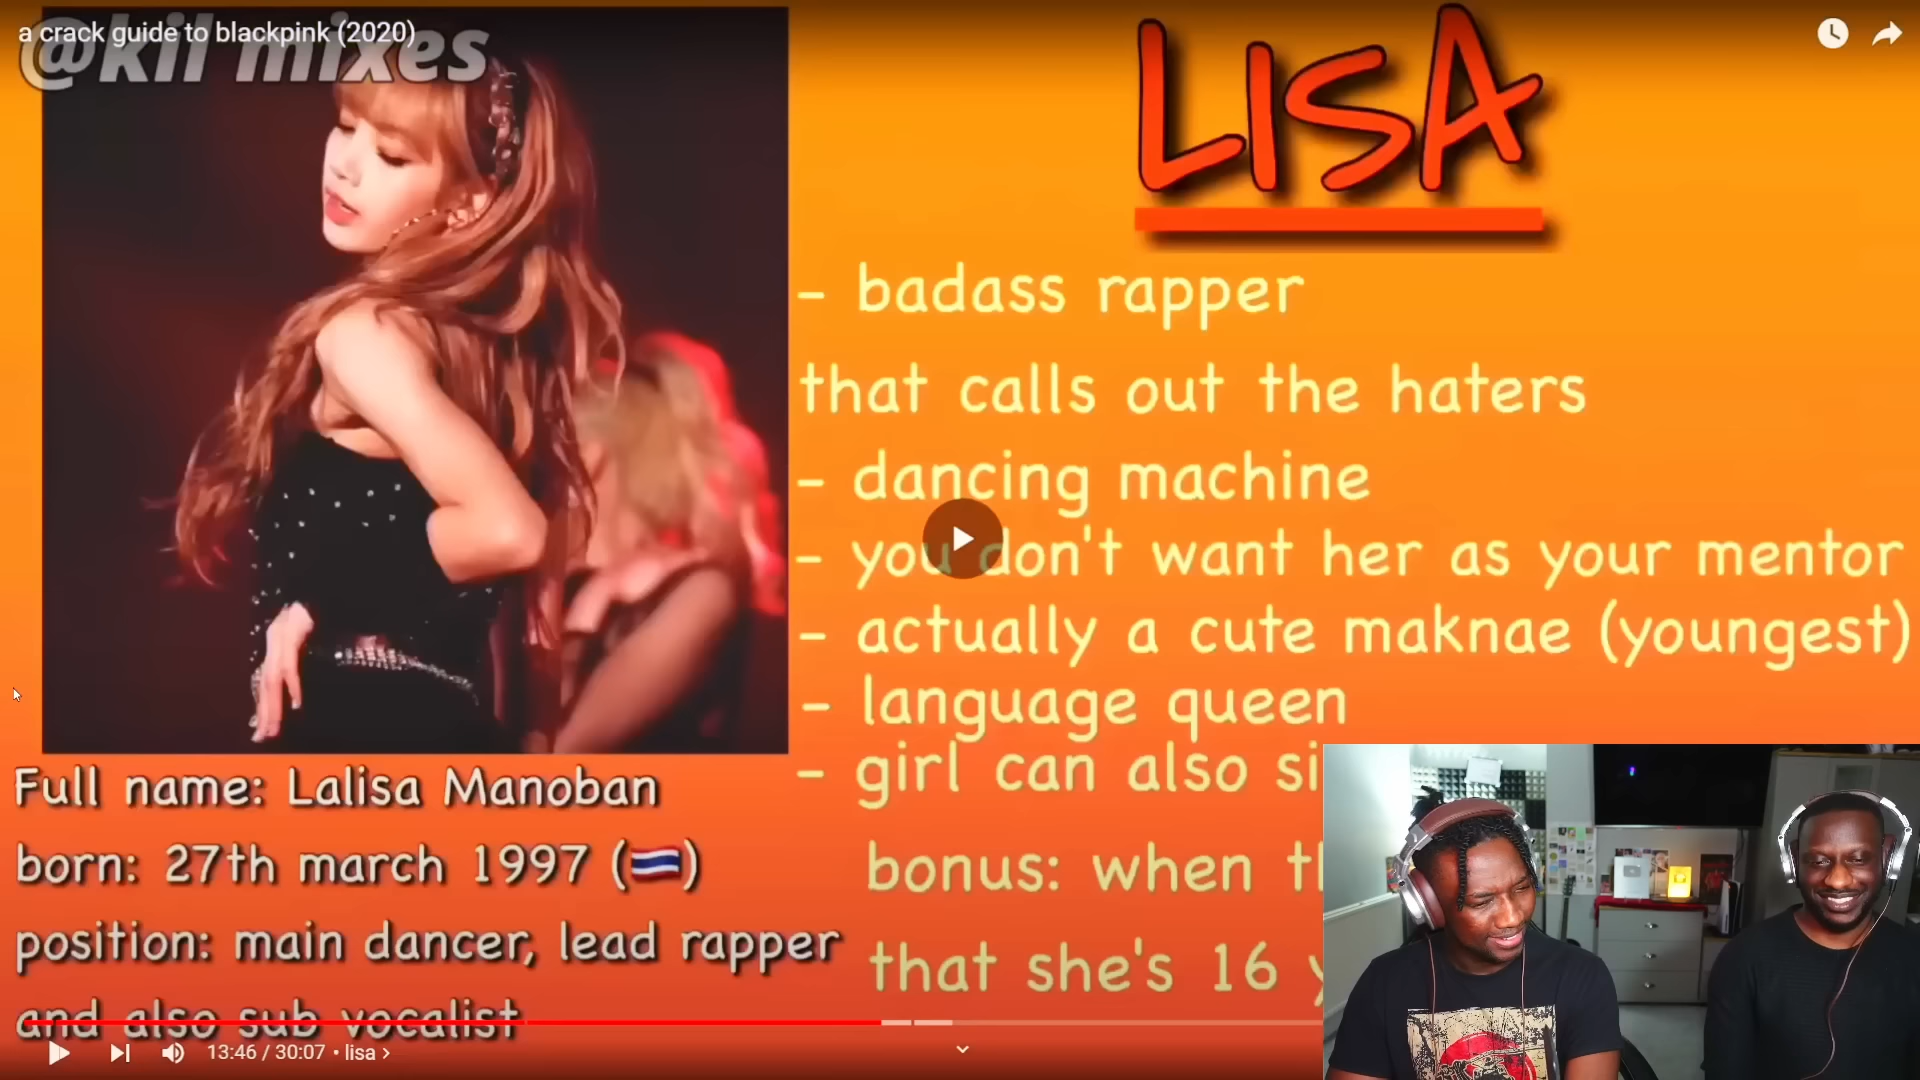 a crack guide to blackpink (2020)
@kil mixes
LISA
- badass rapper
that calls out the haters
- dancing machine
- you don't want her as your mentor
- actually a cute maknae (youngest)
- language queen
- girl can also si
bonus: when th
that she's 16 y
Full name: Lalisa Manoban
born: 27th march 1997 (🇹🇭)
position: main dancer, lead rapper
and also sub vocalist
13:46 / 30:07 • lisa ›